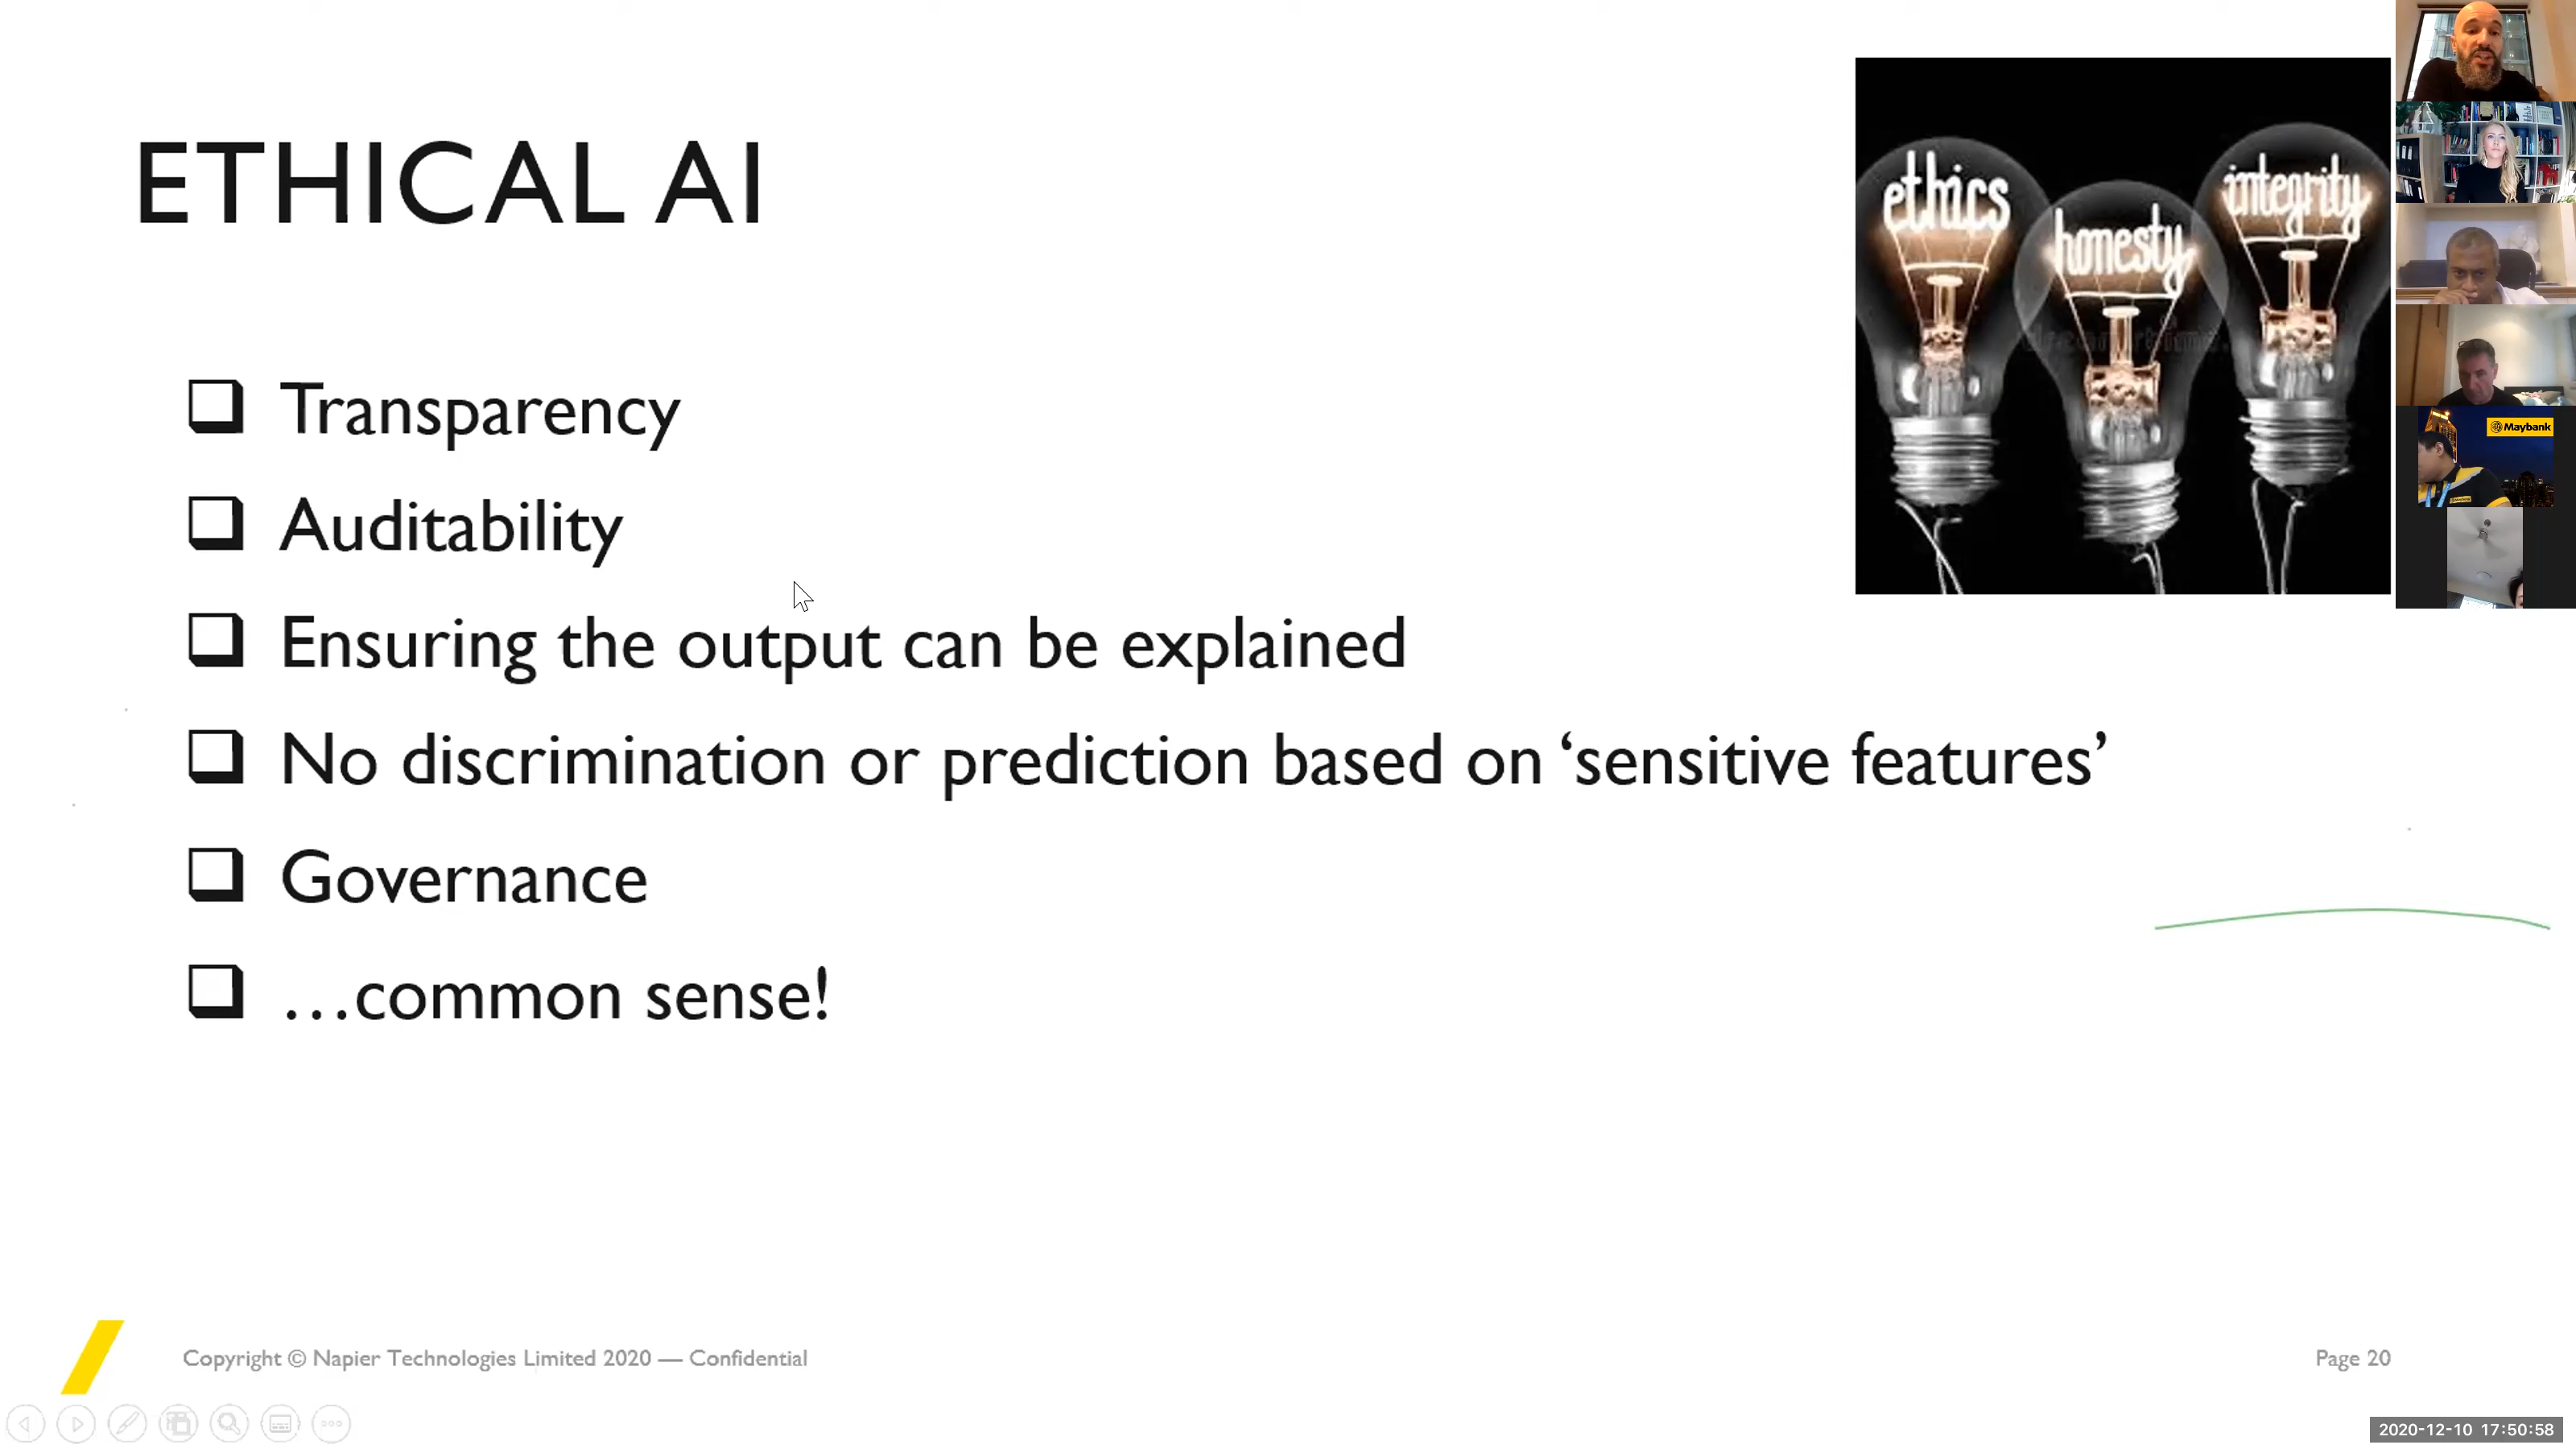 ETHICAL AI
ethics
honesty
integrity
Maybank
❑ Transparency
❑ Auditability
❑ Ensuring the output can be explained
❑ No discrimination or prediction based on ‘sensitive features’
❑ Governance
❑ …common sense!
Copyright © Napier Technologies Limited 2020 — Confidential
Page 20
2020-12-10 17:50:58